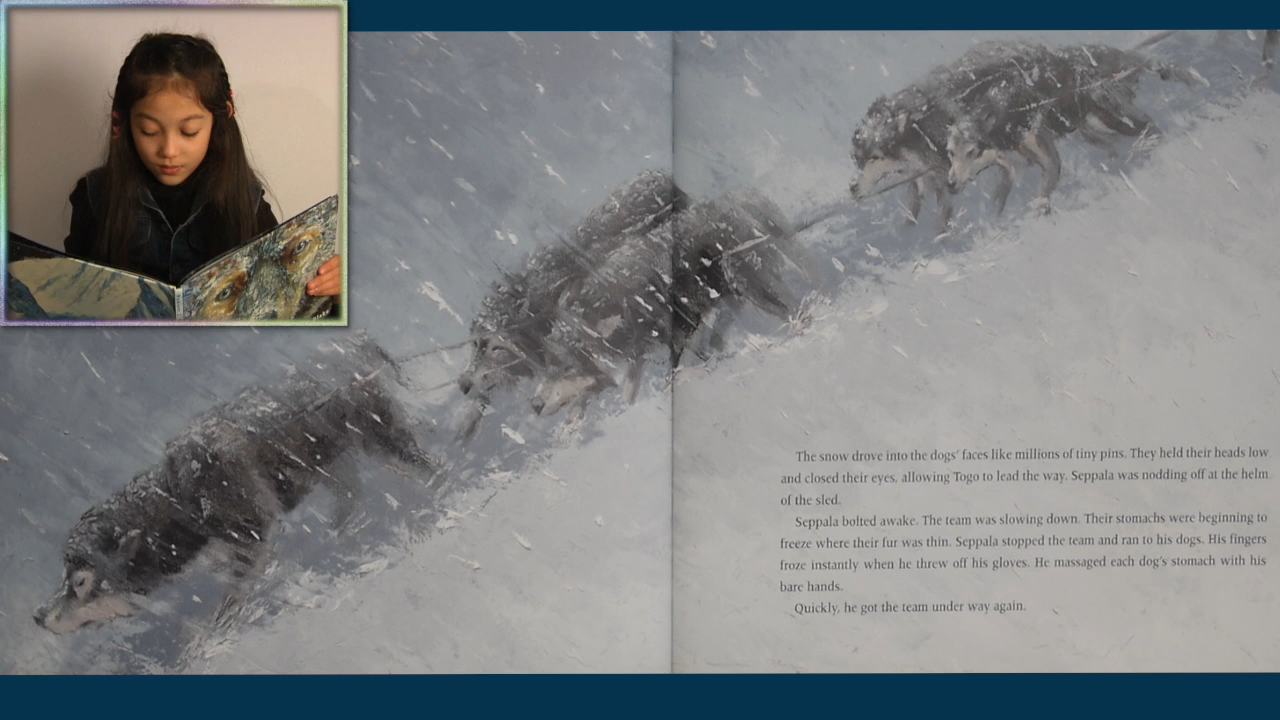 The snow drove into the dogs' faces like millions of tiny pins. They held their heads low
and closed their eyes, allowing Togo to lead the way. Seppala was nodding off at the helm
of the sled.
Seppala bolted awake. The team was slowing down. Their stomachs were beginning to
freeze where their fur was thin. Seppala stopped the team and ran to his dogs. His fingers
froze instantly when he threw off his gloves. He massaged each dog's stomach with his
bare hands.
Quickly, he got the team under way again.